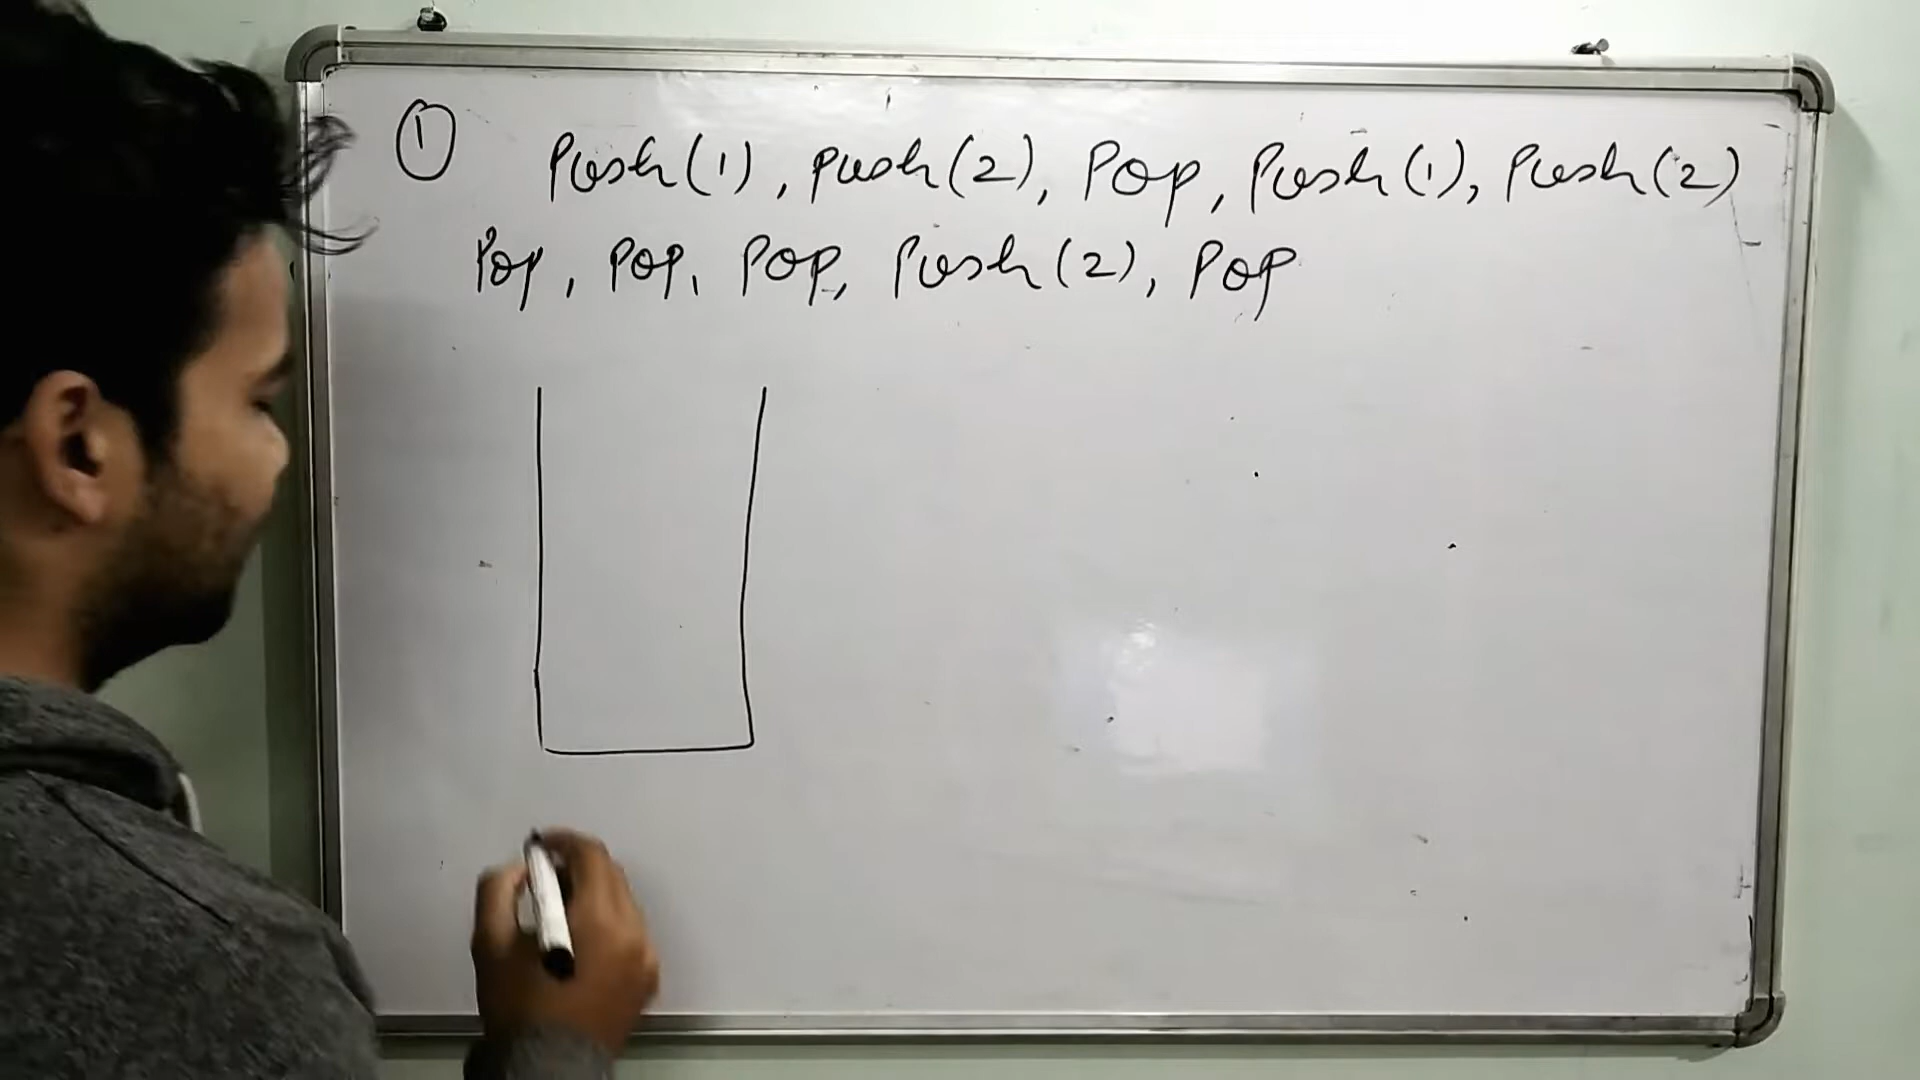 ① Push(1), push(2), Pop, Push(1), Push(2)
Pop, Pop, Pop, Push(2), Pop